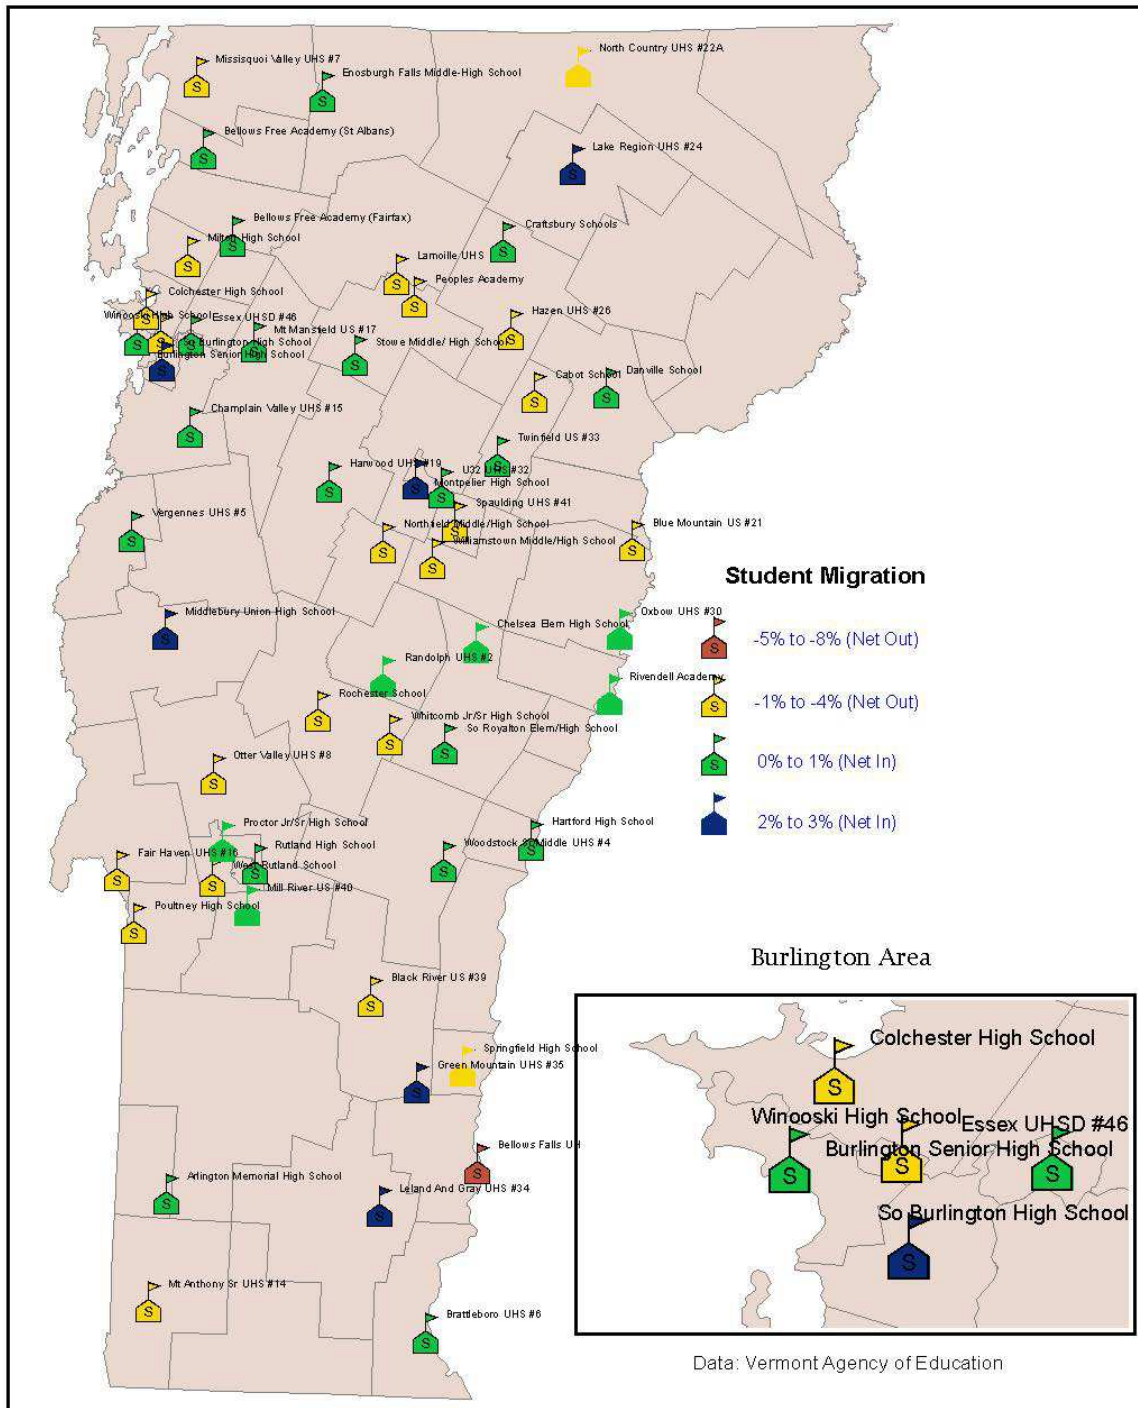 North Country UHS #22A
Missisquoi Valley UHS #7
Enosburgh Falls Middle-High School
Bellows Free Academy (St Albans)
Lake Region UHS #24
Bellows Free Academy (Fairfax)
Craftsbury Schools
Milton High School
Lamoille UHS
Peoples Academy
Colchester High School
Hazen UHS #26
Winooski High School
Essex UHSD #46
Mt Mansfield US #17
So Burlington High School
Stowe Middle/ High School
Burlington Senior High School
Cabot School
Danville School
Champlain Valley UHS #15
Twinfield US #33
Harwood UHS #19
U32 UHS #32
Montpelier High School
Spaulding UHS #41
Vergennes UHS #5
Northfield Middle/High School
Blue Mountain US #21
Williamstown Middle/High School
Student Migration
Middlebury Union High School
Oxbow UHS #30
Chelsea Elem High School
-5% to -8% (Net Out)
Randolph UHS #2
Rivendell Academy
Rochester School
-1% to -4% (Net Out)
Whitcomb Jr/Sr High School
So Royalton Elem/High School
Otter Valley UHS #8
0% to 1% (Net In)
Proctor Jr/Sr High School
Hartford High School
2% to 3% (Net In)
Rutland High School
Woodstock Sr/Middle UHS #4
Fair Haven UHS #16
West Rutland School
Mill River US #40
Poultney High School
Burlington Area
Black River US #39
Springfield High School
Green Mountain UHS #35
Colchester High School
Winooski High School
Essex UHSD #46
Bellows Falls UH
Burlington Senior High School
Arlington Memorial High School
Leland And Gray UHS #34
So Burlington High School
Mt Anthony Sr UHS #14
Brattleboro UHS #6
Data: Vermont Agency of Education
S